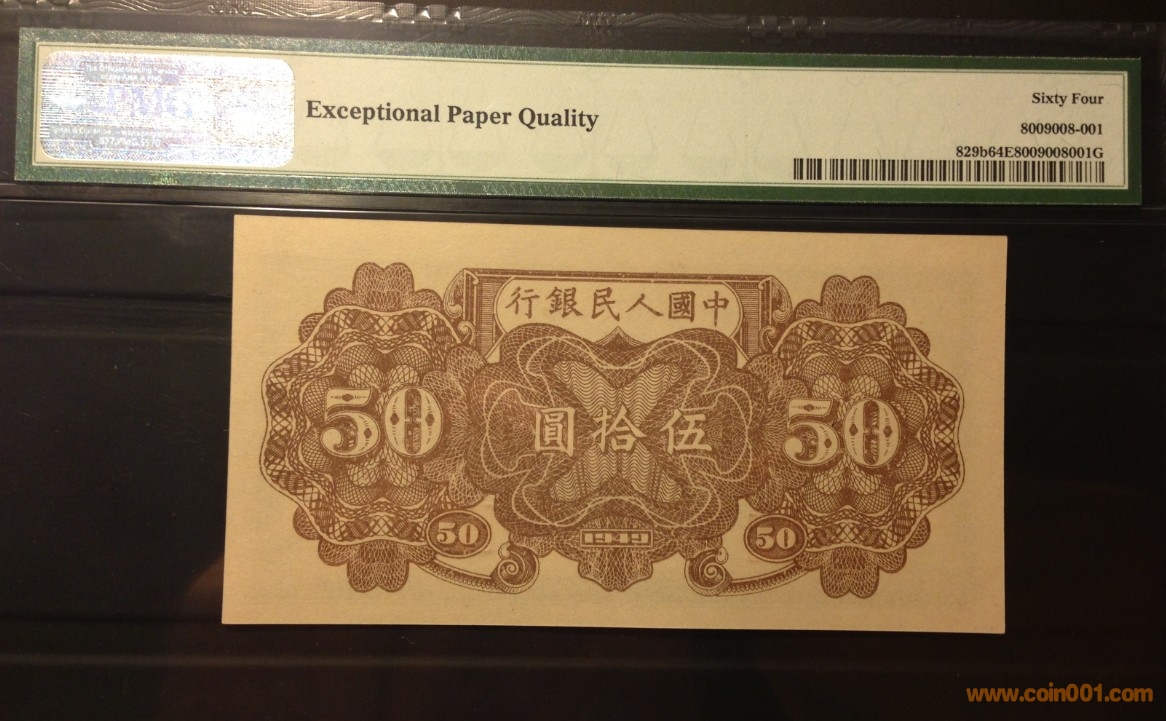 Exceptional Paper Quality
Sixty Four
8009008-001
829b64E8009008001G
行銀民人國中
50 圓拾伍 50
50 1949 50
www.coin001.com